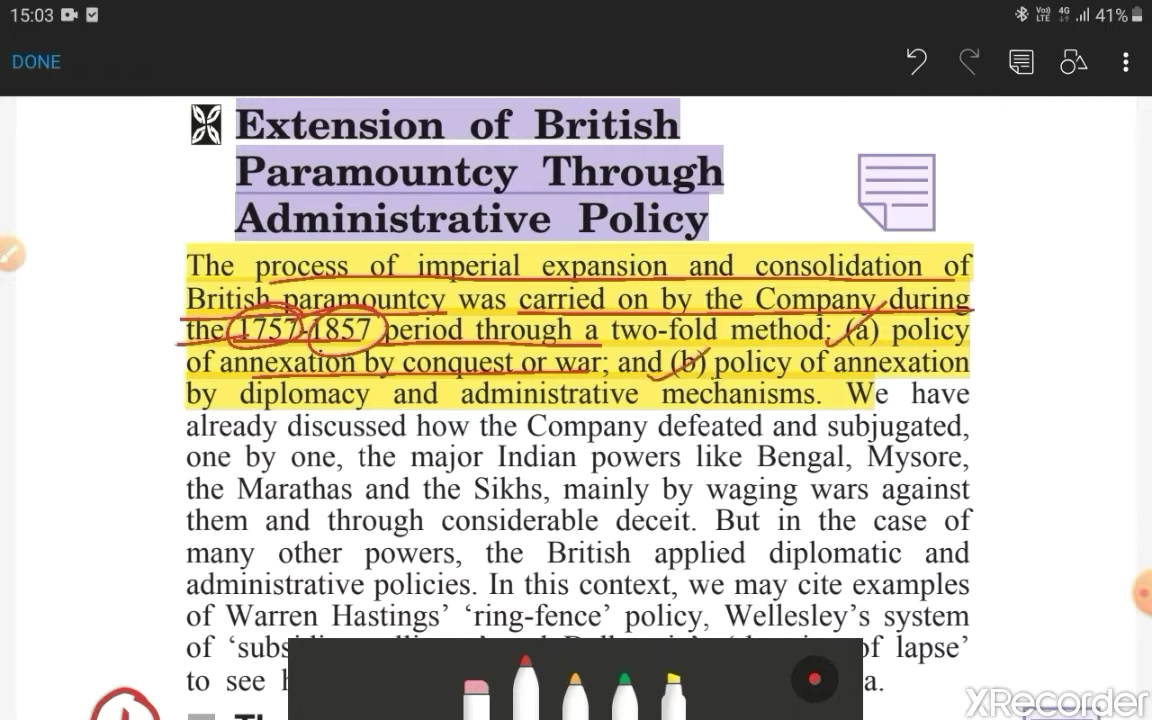 15:03
Vo)) LTE 4G 41%
DONE
Extension of British
Paramountcy Through
Administrative Policy
The process of imperial expansion and consolidation of
British paramountcy was carried on by the Company during
the 1757-1857 period through a two-fold method: (a) policy
of annexation by conquest or war; and (b) policy of annexation
by diplomacy and administrative mechanisms. We have
already discussed how the Company defeated and subjugated,
one by one, the major Indian powers like Bengal, Mysore,
the Marathas and the Sikhs, mainly by waging wars against
them and through considerable deceit. But in the case of
many other powers, the British applied diplomatic and
administrative policies. In this context, we may cite examples
of Warren Hastings’ ‘ring-fence’ policy, Wellesley’s system
of of lapse’
to see a.
XRecorder